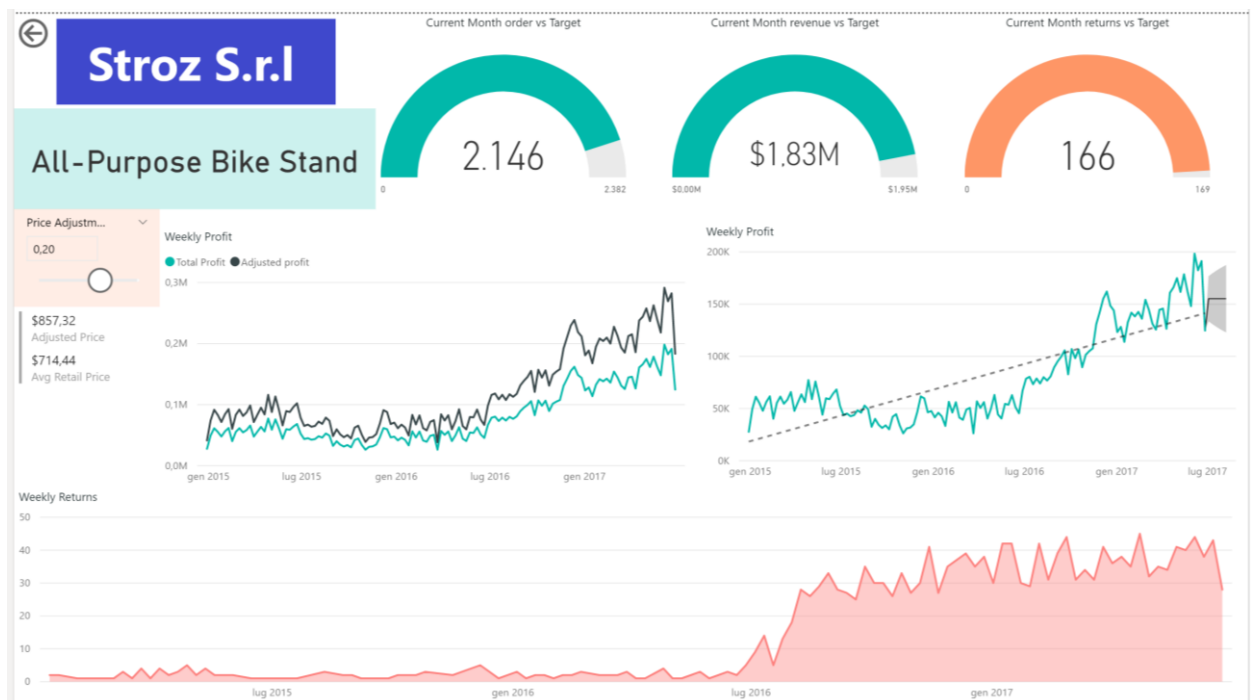 Stroz S.r.l
All-Purpose Bike Stand
Current Month order vs Target
2.146
0
2.382
Current Month revenue vs Target
$1,83M
$0,00M
$1,95M
Current Month returns vs Target
166
0
169
Price Adjustm...
0,20
$857,32
Adjusted Price
$714,44
Avg Retail Price
Weekly Profit
Total Profit Adjusted profit
0,3M
0,2M
0,1M
0,0M
gen 2015 lug 2015 gen 2016 lug 2016 gen 2017
Weekly Profit
200K
150K
100K
50K
0K
gen 2015 lug 2015 gen 2016 lug 2016 gen 2017 lug 2017
Weekly Returns
50
40
30
20
10
0
lug 2015 gen 2016 lug 2016 gen 2017